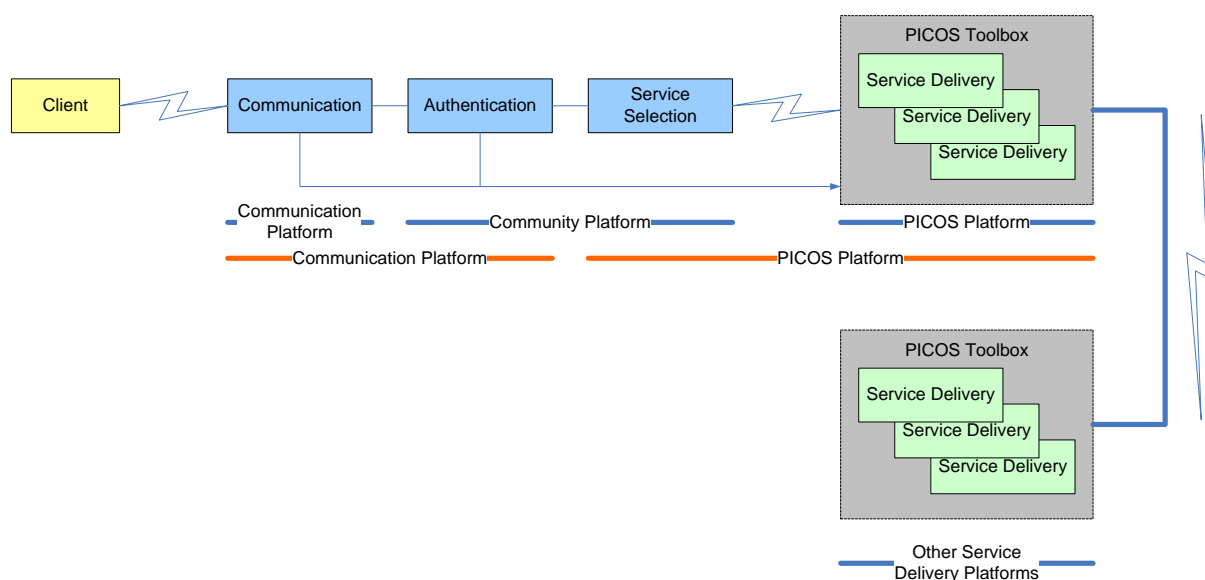 PICOS Toolbox
Service Delivery
Service Delivery
Service Delivery
Client
Communication
Authentication
Service
Selection
Communication
Platform
Community Platform
PICOS Platform
Communication Platform
PICOS Platform
PICOS Toolbox
Service Delivery
Service Delivery
Service Delivery
Other Service
Delivery Platforms